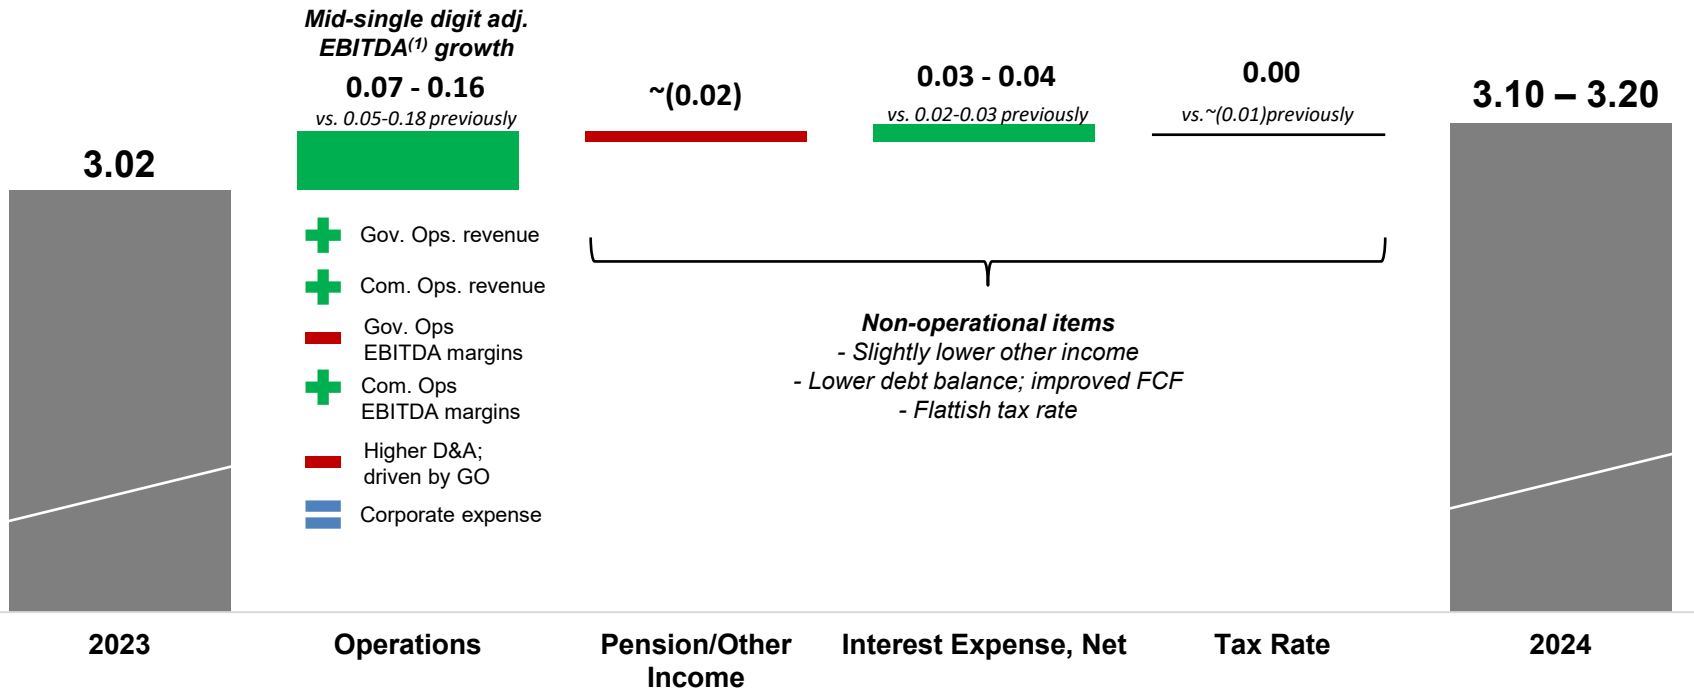 Mid-single digit adj.
EBITDA(1) growth
0.07 - 0.16
vs. 0.05-0.18 previously
~(0.02)
0.03 - 0.04
vs. 0.02-0.03 previously
0.00
vs.~(0.01)previously
3.10 – 3.20
3.02
Gov. Ops. revenue
Com. Ops. revenue
Gov. Ops
EBITDA margins
Com. Ops
EBITDA margins
Higher D&A;
driven by GO
Corporate expense
Non-operational items
- Slightly lower other income
- Lower debt balance; improved FCF
- Flattish tax rate
2023
Operations
Pension/Other
Income
Interest Expense, Net
Tax Rate
2024